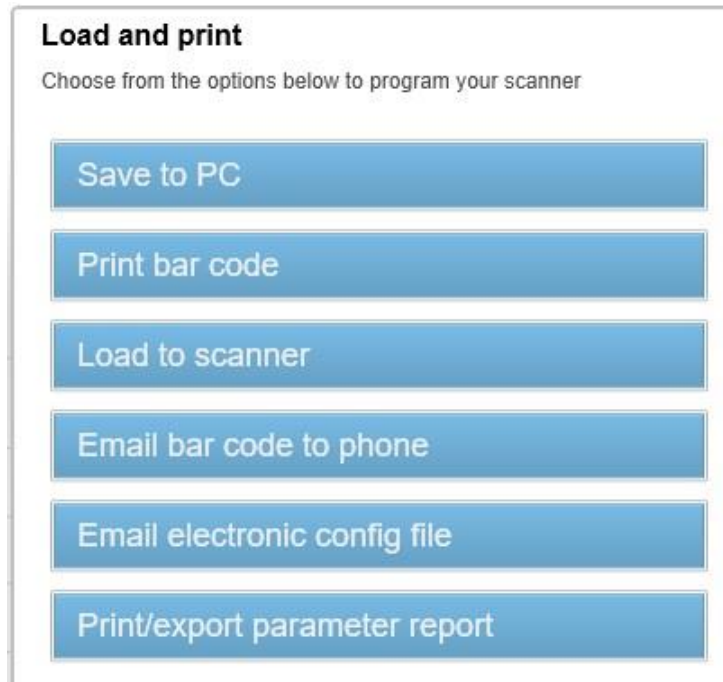 Load and print
Choose from the options below to program your scanner
Save to PC
Print bar code
Load to scanner
Email bar code to phone
Email electronic config file
Print/export parameter report